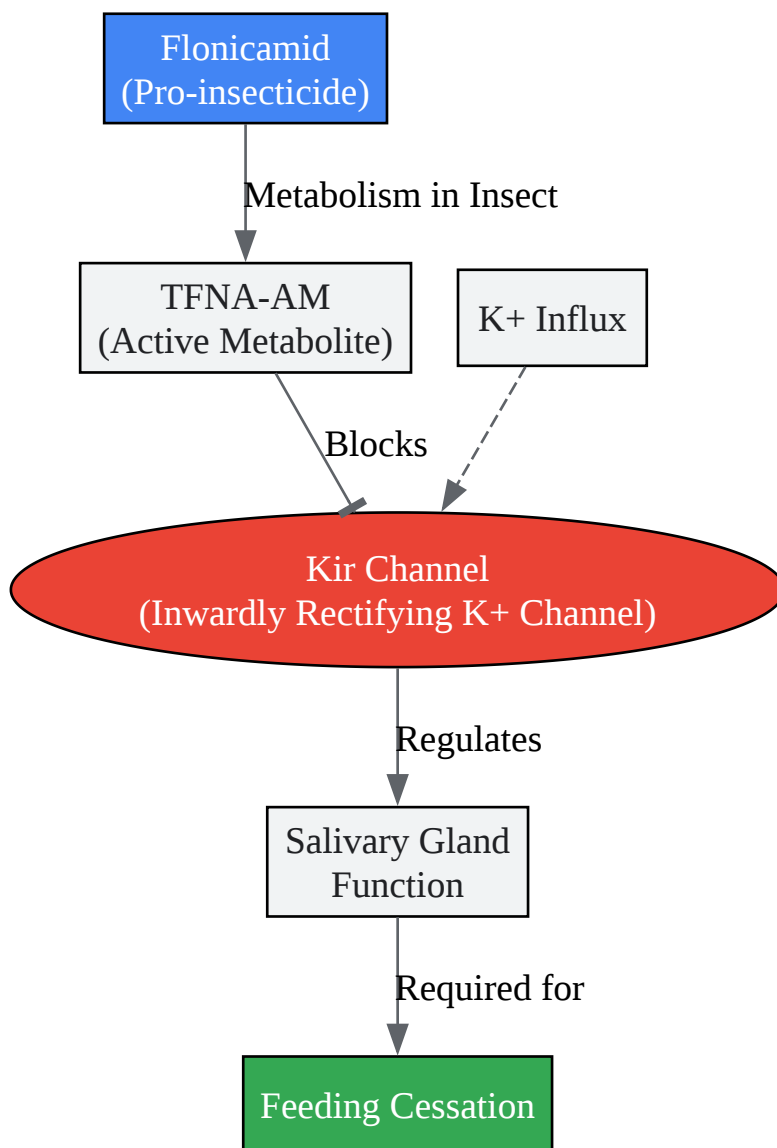 Flonicamid
(Pro-insecticide)
Metabolism in Insect
TFNA-AM
(Active Metabolite)
K+ Influx
Blocks
Kir Channel
(Inwardly Rectifying K+ Channel)
Regulates
Salivary Gland
Function
Required for
Feeding Cessation